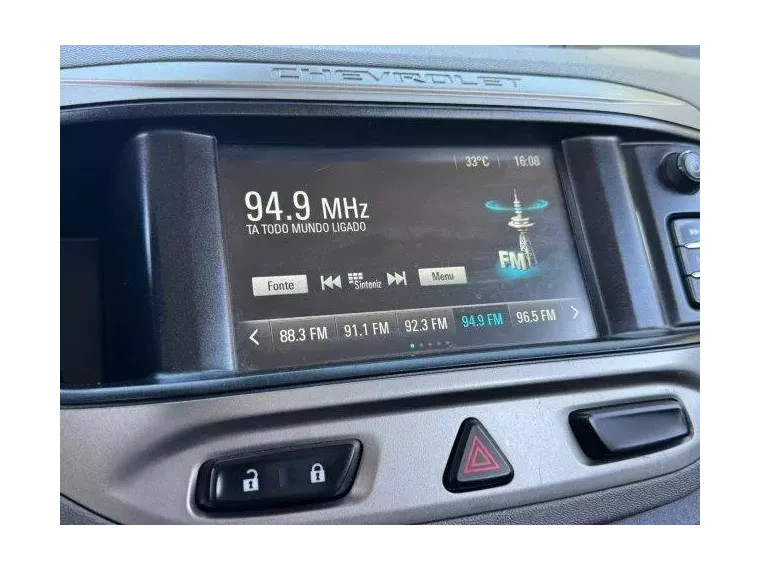 CHEVROLET
33°C 16:08
94.9 MHz
TA TODO MUNDO LIGADO
FM
Fonte Sintoniz Menu
88.3 FM 91.1 FM 92.3 FM 94.9 FM 96.5 FM